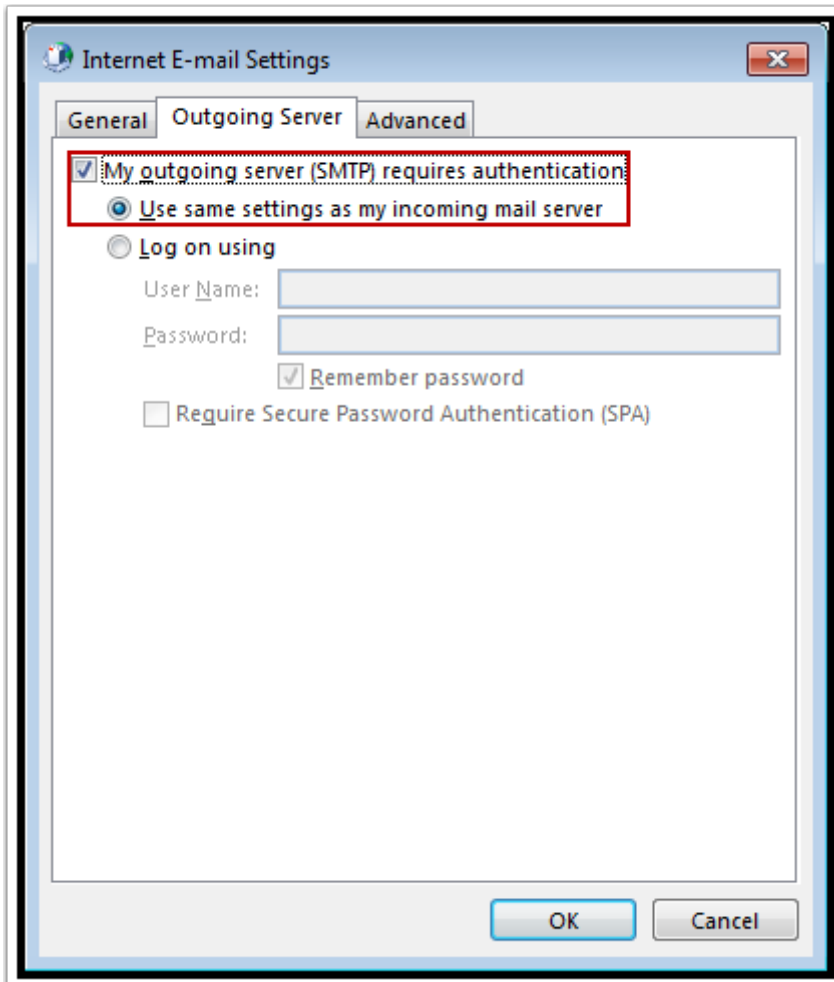 Internet E-mail Settings
General Outgoing Server Advanced
My outgoing server (SMTP) requires authentication
Use same settings as my incoming mail server
Log on using
User Name:
Password:
Remember password
Require Secure Password Authentication (SPA)
OK Cancel